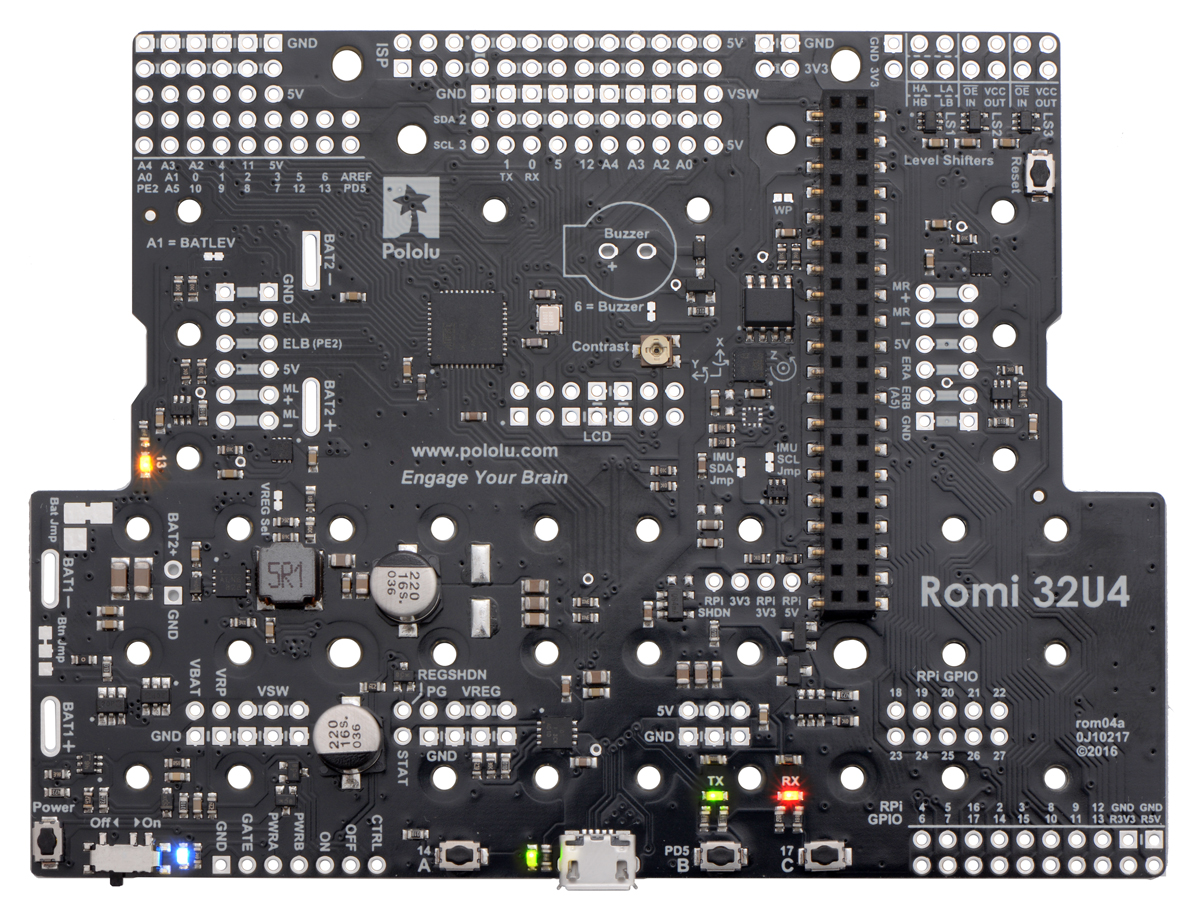 GND
ISP
5V
GND
GND
3V3
3V3
HA LA
HB LB
OE VCC
IN OUT
OE VCC
IN OUT
5V
GND
VSW
LS1
LS2
LS3
SDA 2
SCL 3
5V
Level Shifters
Reset
A4 A3 A2 4 11 5V
A0 A1 0 1 2 3 5 6 AREF
PE2 A5 10 9 8 7 12 13 PD5
1 0 5 12 A4 A3 A2 A0
TX RX
WP
Pololu
A1 = BATLEV
BAT2 –
Buzzer
+
6 = Buzzer
GND
ELA
ELB (PE2)
5V
ML
+
ML
–
BAT2 +
MR
+
MR
–
5V
ERA
ERB
(A5)
GND
Contrast
X
Y
Z
LCD
13
www.pololu.com
Engage Your Brain
IMU
SDA
Jmp
IMU
SCL
Jmp
VREG Sel
Bat Jmp
BAT2+
GND
BAT1–
Btn Jmp
BAT1+
5R1
220
16s.
036
RPi
SHDN
3V3
RPi
3V3
RPi
5V
Romi 32U4
VBAT
VRP
VSW
GND
REGSHDN
PG VREG
STAT
GND
220
16s.
036
5V
GND
RPi GPIO
18 19 20 21 22
23 24 25 26 27
rom04a
0J10217
©2016
TX
RX
Power
Off
On
GND
GATE
PWRA
PWRB
ON
OFF
CTRL
14
A
PD5
B
17
C
RPi
GPIO
4 5 16 2 3 8 9 12 GND GND
6 7 17 14 15 10 11 13 R3V3 R5V